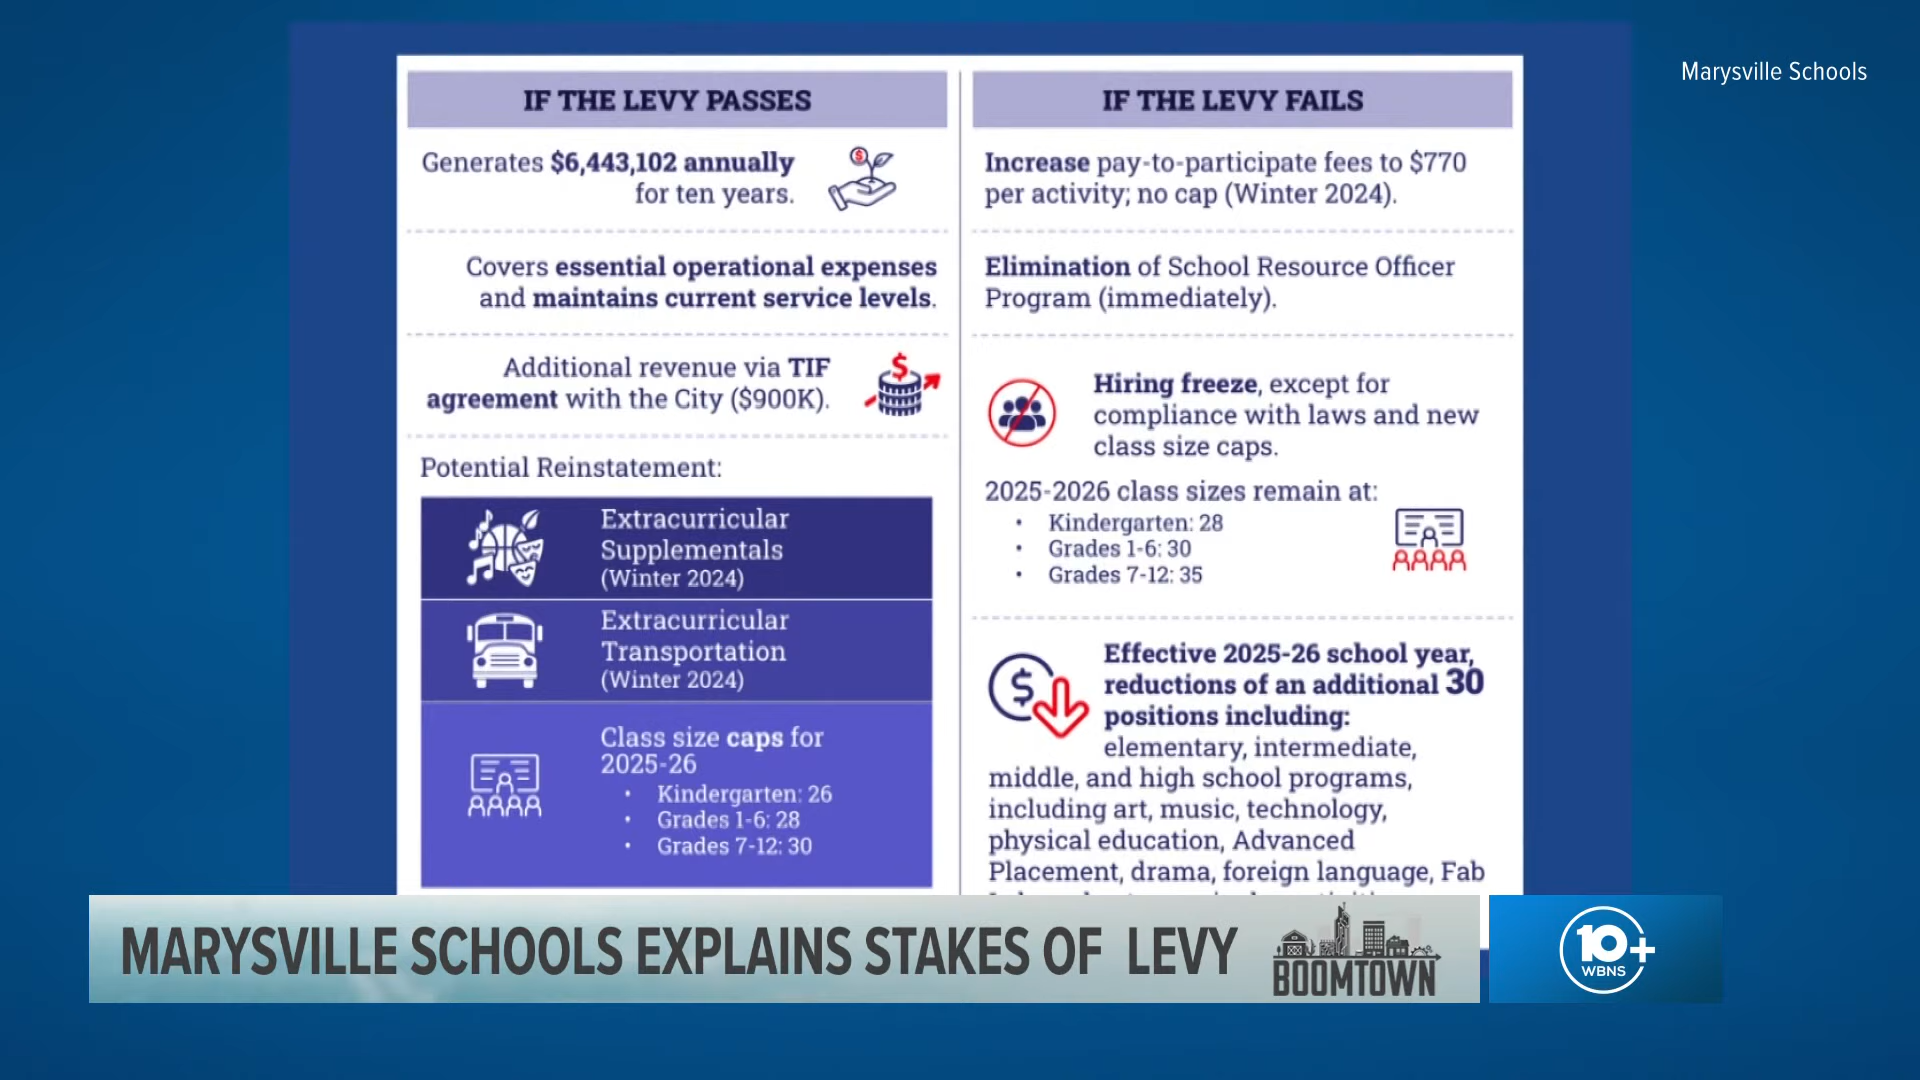 Marysville Schools
IF THE LEVY PASSES
Generates $6,443,102 annually
for ten years.
Covers essential operational expenses
and maintains current service levels.
Additional revenue via TIF
agreement with the City ($900K).
Potential Reinstatement:
Extracurricular
Supplementals
(Winter 2024)
Extracurricular
Transportation
(Winter 2024)
Class size caps for
2025-26
• Kindergarten: 26
• Grades 1-6: 28
• Grades 7-12: 30
IF THE LEVY FAILS
Increase pay-to-participate fees to $770
per activity; no cap (Winter 2024).
Elimination of School Resource Officer
Program (immediately).
Hiring freeze, except for
compliance with laws and new
class size caps.
2025-2026 class sizes remain at:
• Kindergarten: 28
• Grades 1-6: 30
• Grades 7-12: 35
Effective 2025-26 school year,
reductions of an additional 30
positions including:
elementary, intermediate,
middle, and high school programs,
including art, music, technology,
physical education, Advanced
Placement, drama, foreign language, Fab
MARYSVILLE SCHOOLS EXPLAINS STAKES OF LEVY
BOOMTOWN
10+
WBNS